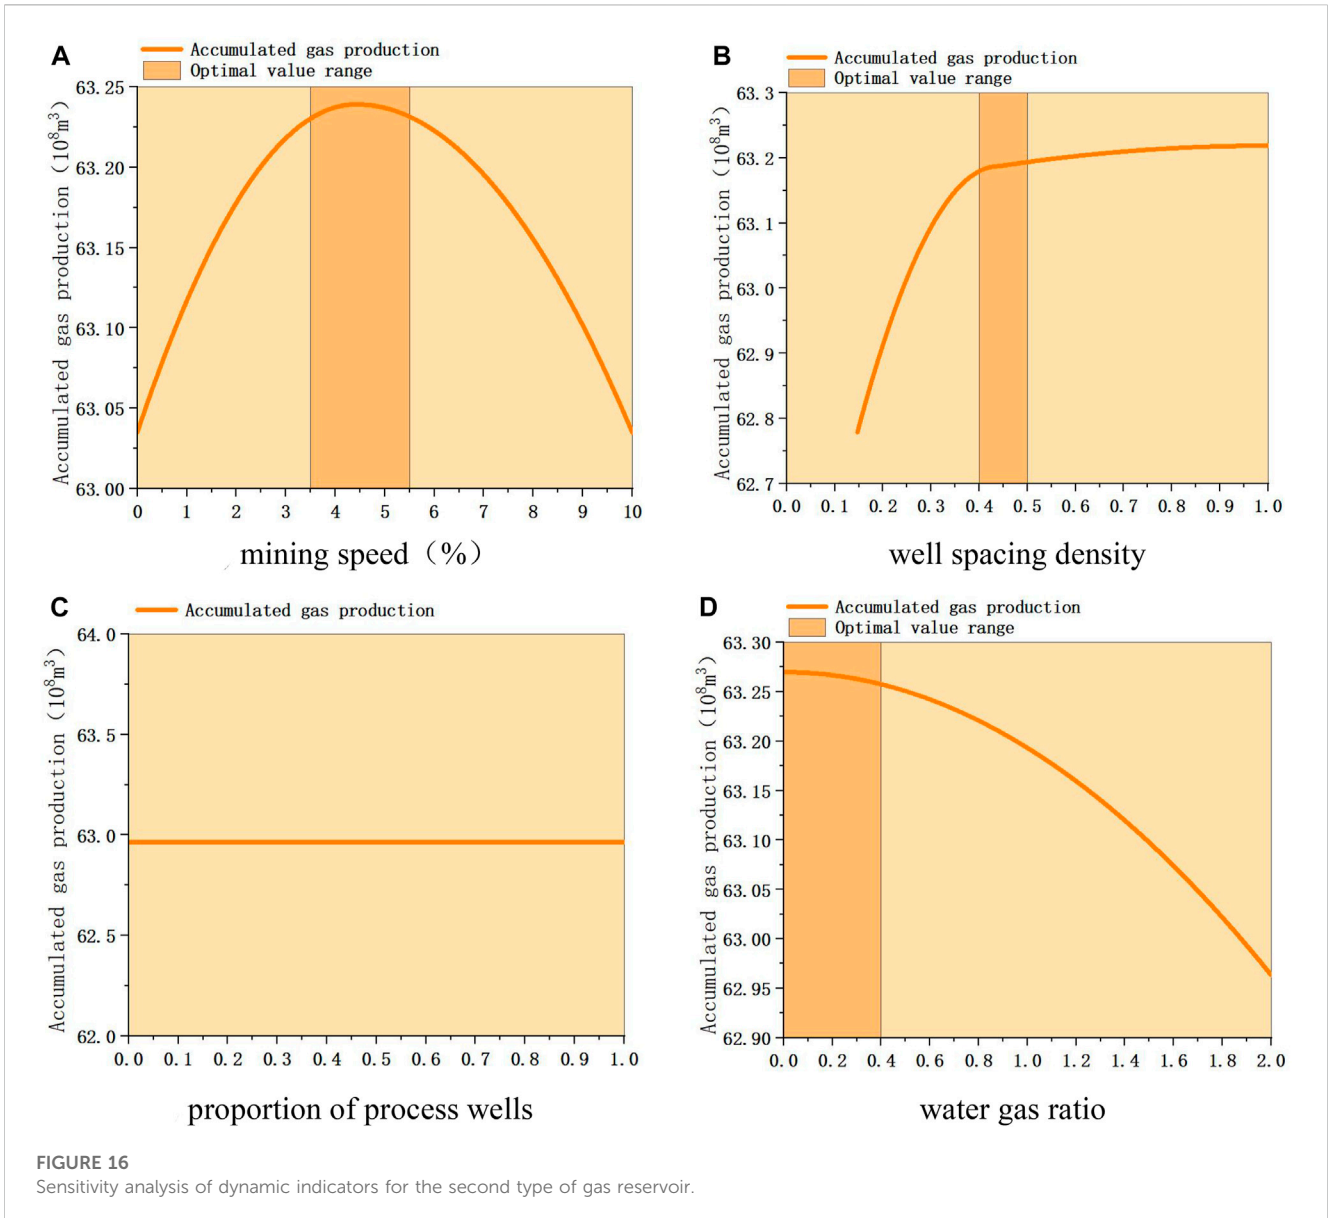 A
Accumulated gas production
Optimal value range
Accumulated gas production (10⁸m³)
63.25
63.20
63.15
63.10
63.05
63.00
0 1 2 3 4 5 6 7 8 9 10
mining speed（%）
B
Accumulated gas production
Optimal value range
Accumulated gas production (10⁸m³)
63.3
63.2
63.1
63.0
62.9
62.8
62.7
0.0 0.1 0.2 0.3 0.4 0.5 0.6 0.7 0.8 0.9 1.0
well spacing density
C
Accumulated gas production
Accumulated gas production (10⁸m³)
64.0
63.5
63.0
62.5
62.0
0.0 0.1 0.2 0.3 0.4 0.5 0.6 0.7 0.8 0.9 1.0
proportion of process wells
D
Accumulated gas production
Optimal value range
Accumulated gas production (10⁸m³)
63.30
63.25
63.20
63.15
63.10
63.05
63.00
62.95
62.90
0.0 0.2 0.4 0.6 0.8 1.0 1.2 1.4 1.6 1.8 2.0
water gas ratio
FIGURE 16
Sensitivity analysis of dynamic indicators for the second type of gas reservoir.